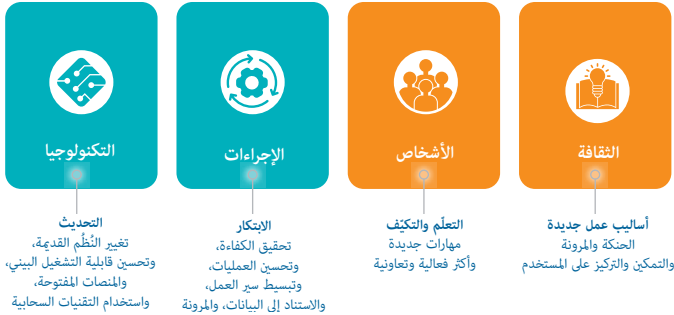 الثقافة
أساليب عمل جديدة
الحنكة والمرونة
والتمكين والتركيز على المستخدم
الأشخاص
التعلّم والتكيّف
مهارات جديدة
وأكثر فعالية وتعاونية
الإجراءات
الابتكار
تحقيق الكفاءة،
وتحسين العمليات،
وتبسيط سير العمل،
والاستناد إلى البيانات، والمرونة
التكنولوجيا
التحديث
تغيير النُظُم القديمة،
وتحسين قابلية التشغيل البيني،
والمنصات المفتوحة،
واستخدام التقنيات السحابية